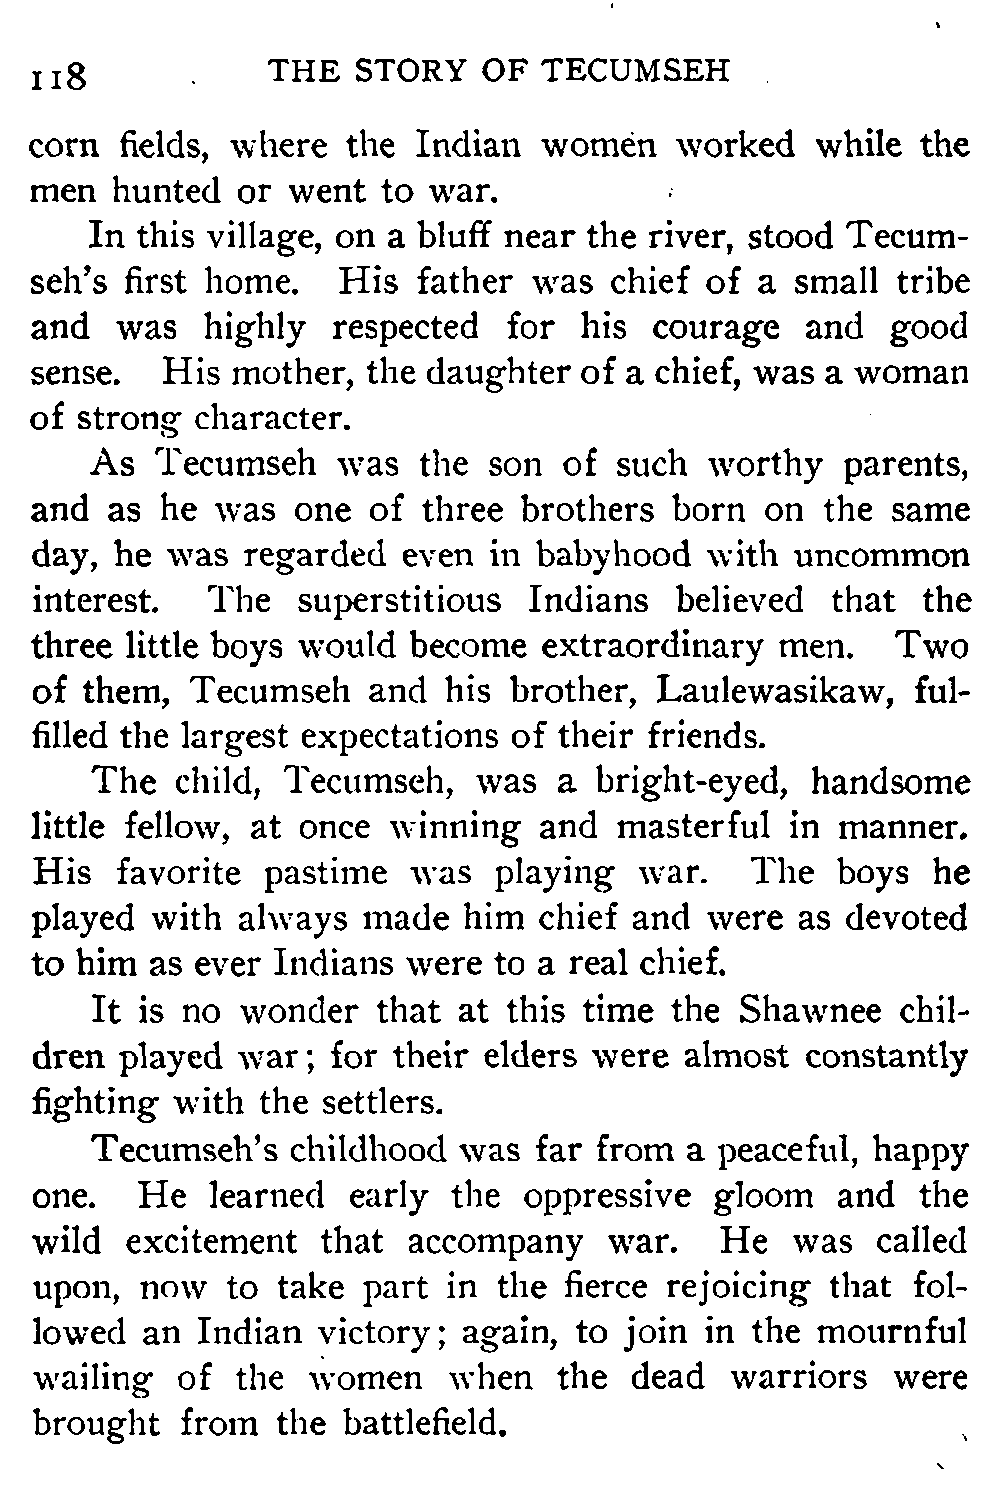 118 THE STORY OF TECUMSEH
corn fields, where the Indian women worked while the
men hunted or went to war.
In this village, on a bluff near the river, stood Tecum-
seh's first home. His father was chief of a small tribe
and was highly respected for his courage and good
sense. His mother, the daughter of a chief, was a woman
of strong character.
As Tecumseh was the son of such worthy parents,
and as he was one of three brothers born on the same
day, he was regarded even in babyhood with uncommon
interest. The superstitious Indians believed that the
three little boys would become extraordinary men. Two
of them, Tecumseh and his brother, Laulewasikaw, ful-
filled the largest expectations of their friends.
The child, Tecumseh, was a bright-eyed, handsome
little fellow, at once winning and masterful in manner.
His favorite pastime was playing war. The boys he
played with always made him chief and were as devoted
to him as ever Indians were to a real chief.
It is no wonder that at this time the Shawnee chil-
dren played war; for their elders were almost constantly
fighting with the settlers.
Tecumseh's childhood was far from a peaceful, happy
one. He learned early the oppressive gloom and the
wild excitement that accompany war. He was called
upon, now to take part in the fierce rejoicing that fol-
lowed an Indian victory; again, to join in the mournful
wailing of the women when the dead warriors were
brought from the battlefield.